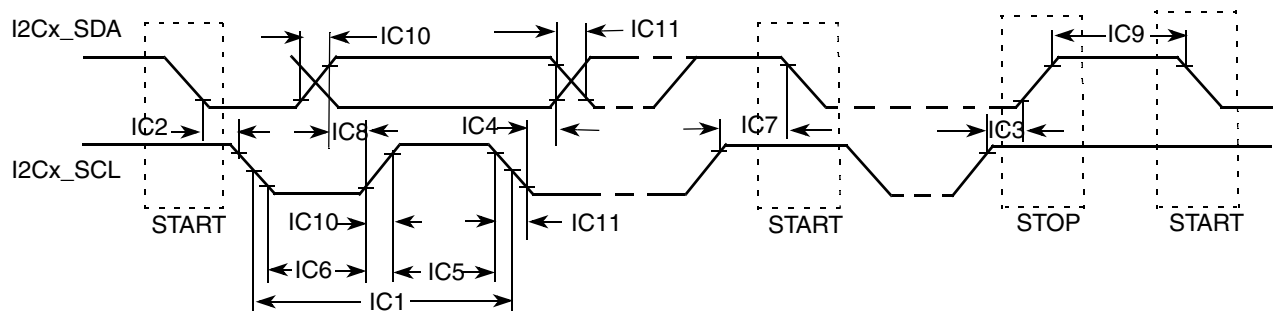 I2Cx_SDA
IC10
IC11
IC9
IC2
IC8
IC4
IC7
IC3
I2Cx_SCL
START
IC10
IC11
START
STOP
START
IC6
IC5
IC1